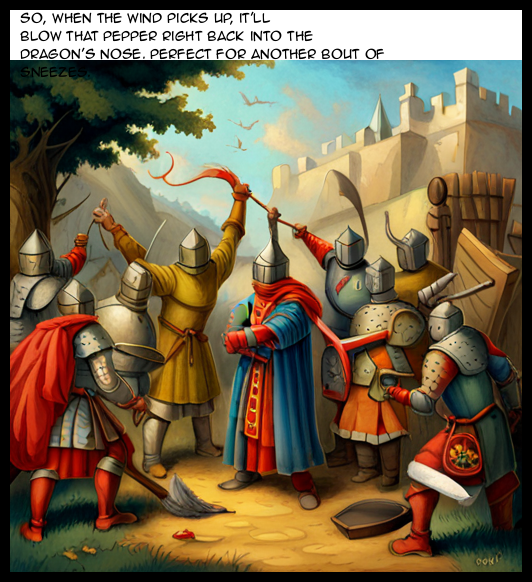 SO, WHEN THE WIND PICKS UP, IT'LL
BLOW THAT PEPPER RIGHT BACK INTO THE
DRAGON'S NOSE. PERFECT FOR ANOTHER BOUT OF
SNEEZES.